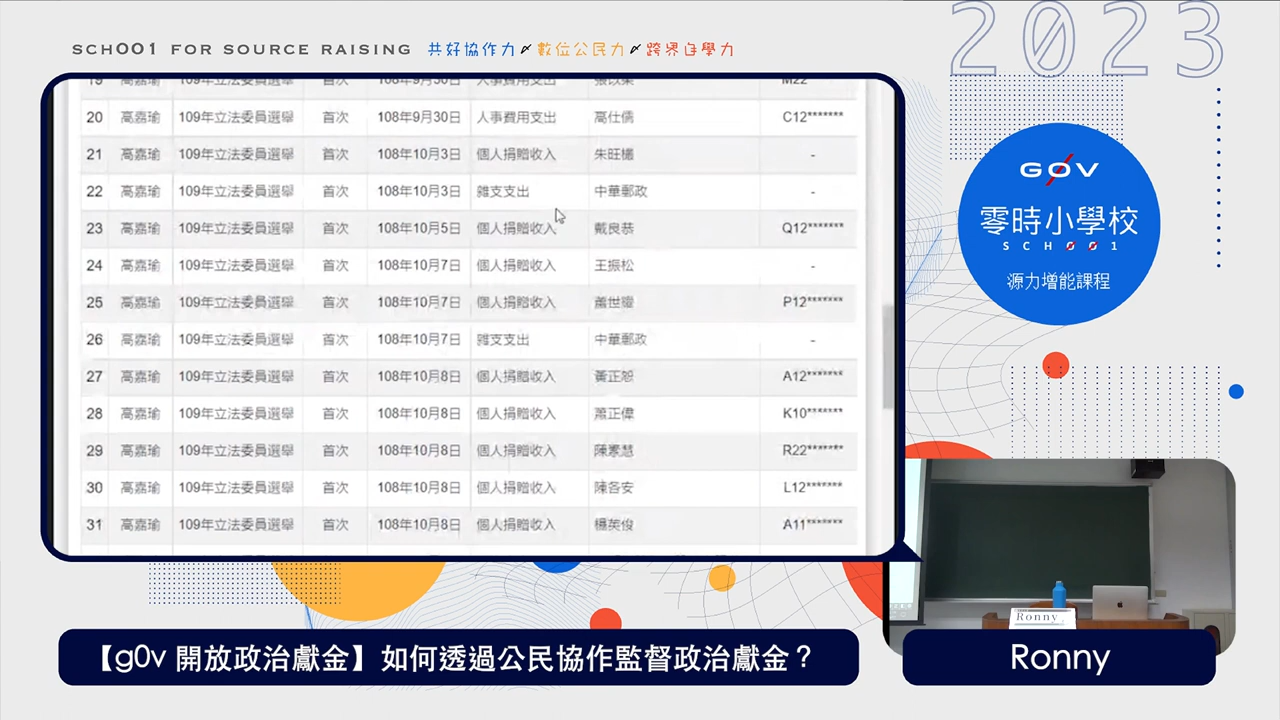 SCH001 FOR SOURCE RAISING 共好協作力 數位公民力 跨界自學力
2023
20 高嘉瑜 109年立法委員選舉 首次 108年9月30日 人事費用支出 高仕儒 C12*******
21 高嘉瑜 109年立法委員選舉 首次 108年10月3日 個人捐贈收入 朱旺 -
22 高嘉瑜 109年立法委員選舉 首次 108年10月3日 雜支支出 中華郵政 -
23 高嘉瑜 109年立法委員選舉 首次 108年10月5日 個人捐贈收入 戴良恭 Q12*******
24 高嘉瑜 109年立法委員選舉 首次 108年10月7日 個人捐贈收入 王振松 -
25 高嘉瑜 109年立法委員選舉 首次 108年10月7日 個人捐贈收入 蕭世 P12*******
26 高嘉瑜 109年立法委員選舉 首次 108年10月7日 雜支支出 中華郵政 -
27 高嘉瑜 109年立法委員選舉 首次 108年10月8日 個人捐贈收入 黃正恕 A12*******
28 高嘉瑜 109年立法委員選舉 首次 108年10月8日 個人捐贈收入 蕭正偉 K10*******
29 高嘉瑜 109年立法委員選舉 首次 108年10月8日 個人捐贈收入 陳素慧 R22*******
30 高嘉瑜 109年立法委員選舉 首次 108年10月8日 個人捐贈收入 陳各安 L12*******
31 高嘉瑜 109年立法委員選舉 首次 108年10月8日 個人捐贈收入 楊英俊 A11*******
G0V
零時小學校
SCH001
源力增能課程
Ronny
【g0v 開放政治獻金】如何透過公民協作監督政治獻金？
Ronny